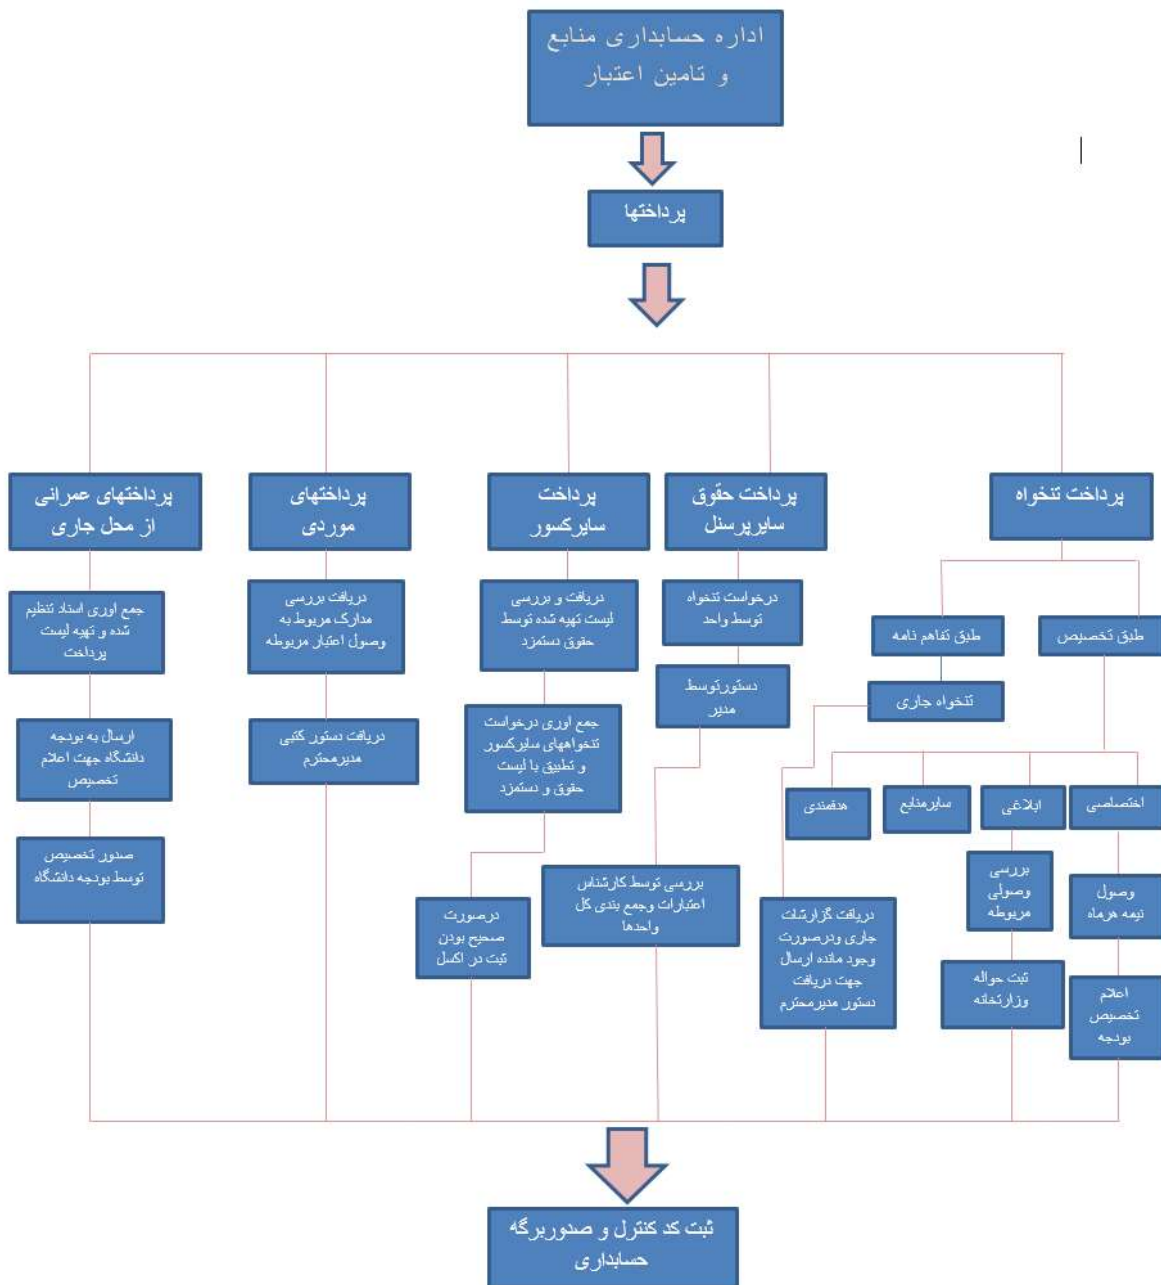 اداره حسابداری منابع
و تامین اعتبار
پرداختها
پرداخت تنخواه
پرداخت حقوق
سایرپرسنل
پرداخت
سایرکسور
پرداختهای
موردی
پرداختهای عمرانی
از محل جاری
طبق تخصیص
طبق تفاهم نامه
تنخواه جاری
درخواست تنخواه
توسط واحد
دستورتوسط
مدیر
دریافت و بررسی
لیست تهیه شده توسط
حقوق دستمزد
جمع اوری درخواست
تنخواههای سایرکسور
و تطبیق با لیست
حقوق و دستمزد
دریافت بررسی
مدارک مربوط به
وصول اعتبار مربوطه
دریافت دستور کتبی
مدیرمحترم
جمع اوری اسناد تنظیم
شده و تهیه لیست
پرداخت
ارسال به بودجه
دانشگاه جهت اعلام
تخصیص
صدور تخصیص
توسط بودجه دانشگاه
اختصاصی
ابلاغی
سایرمنابع
هدفمندی
وصول
نیمه هرماه
اعلام
تخصیص
بودجه
بررسی
وصولی
مربوطه
ثبت حواله
وزارتخانه
دریافت گزارشات
جاری ودرصورت
وجود مانده ارسال
جهت دریافت
دستور مدیرمحترم
بررسی توسط کارشناس
اعتبارات وجمع بندی کل
واحدها
درصورت
صحیح بودن
ثبت در اکسل
ثبت کد کنترل و صدوربرگه
حسابداری